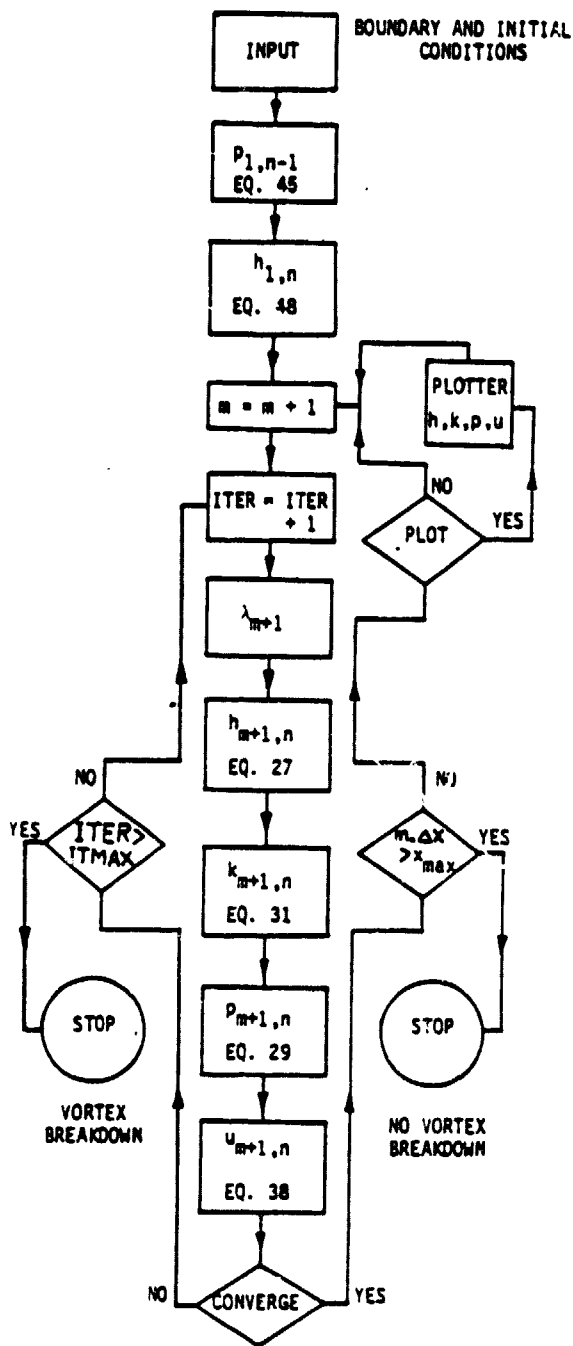 BOUNDARY AND INITIAL
CONDITIONS
INPUT
p1,n-1
EQ. 45
h1,n
EQ. 48
m = m + 1
PLOTTER
h,k,p,u
ITER = ITER
+ 1
NO
PLOT
YES
λm+1
hm+1,n
EQ. 27
NO
YES
ITER>
ITMAX
NO
m.Δx
>xmax
YES
km+1,n
EQ. 31
STOP
VORTEX
BREAKDOWN
pm+1,n
EQ. 29
STOP
NO VORTEX
BREAKDOWN
um+1,n
EQ. 38
NO
CONVERGE
YES